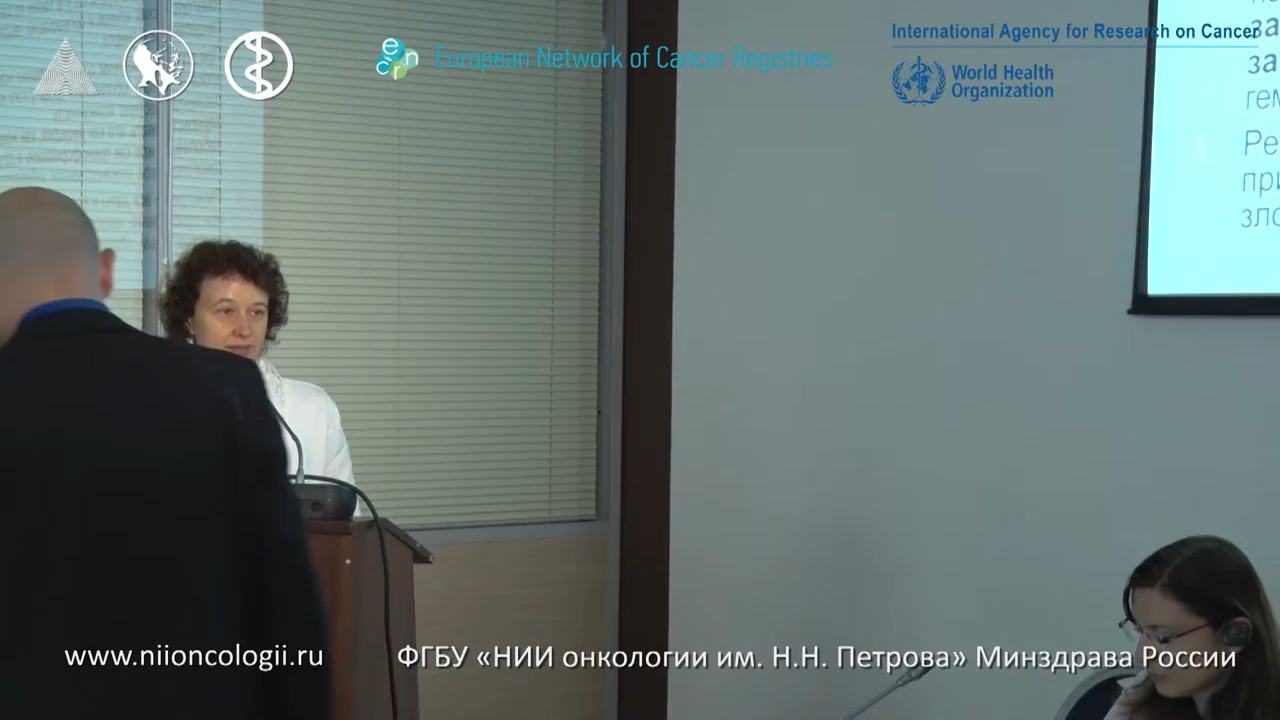 European Network of Cancer Registries
International Agency for Research on Cancer
World Health
Organization
за
за
гем
Ре
при
зло
www.niioncologii.ru
ФГБУ «НИИ онкологии им. Н.Н. Петрова» Минздрава России